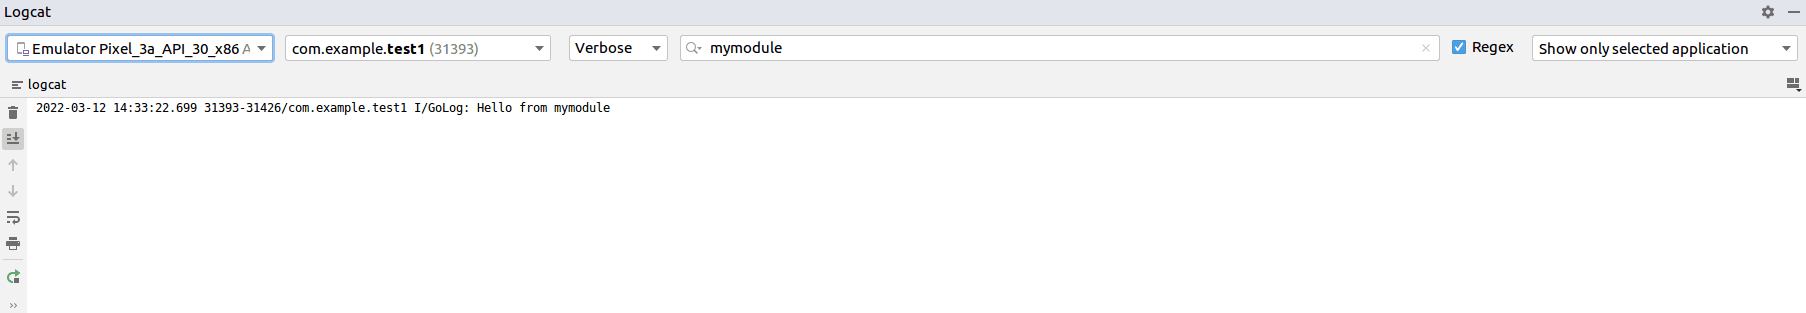 Logcat
Emulator Pixel_3a_API_30_x86 A com.example.test1 (31393) Verbose mymodule Regex Show only selected application
logcat
2022-03-12 14:33:22.699 31393-31426/com.example.test1 I/GoLog: Hello from mymodule